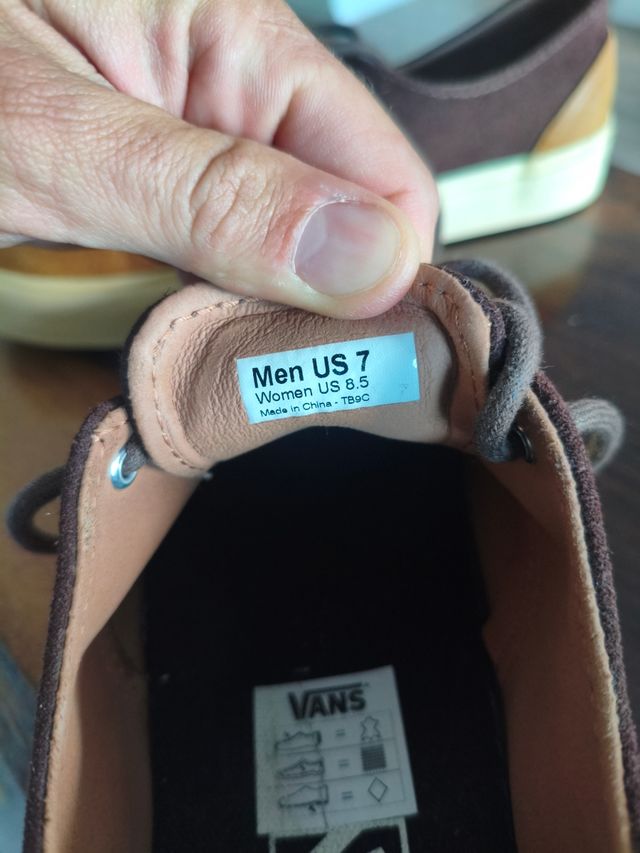 Men US 7
Women US 8.5
Made in China - TB9C
VANS
=
=
=